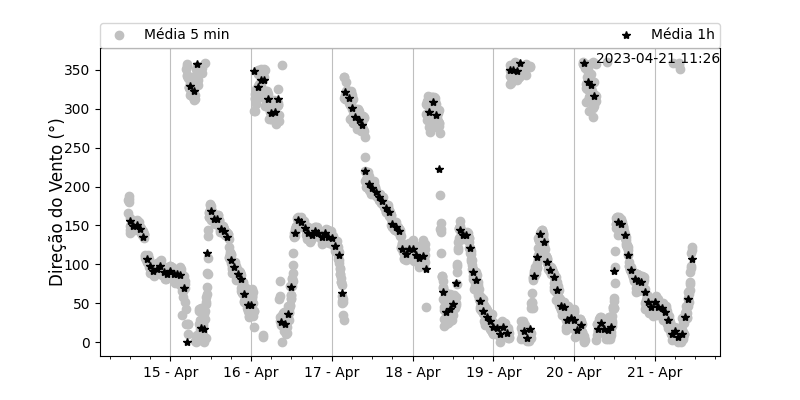 Média 5 min
Média 1h
2023-04-21 11:26
Direção do Vento (°)
350
300
250
200
150
100
50
0
15 - Apr
16 - Apr
17 - Apr
18 - Apr
19 - Apr
20 - Apr
21 - Apr